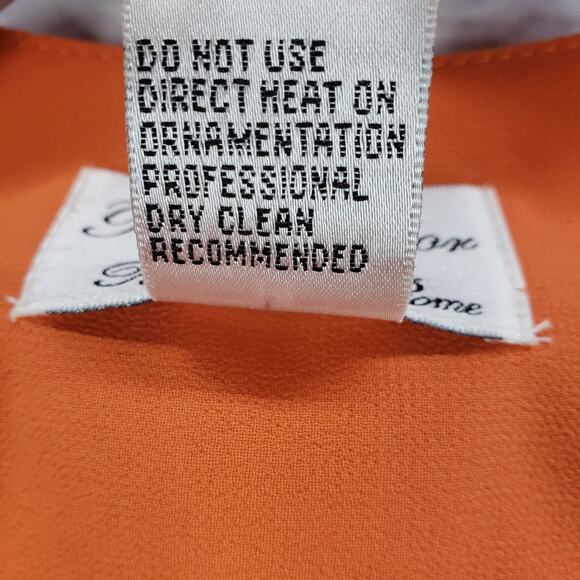 DO NOT USE
DIRECT HEAT ON
ORNAMENTATION
PROFESSIONAL
DRY CLEAN
RECOMMENDED